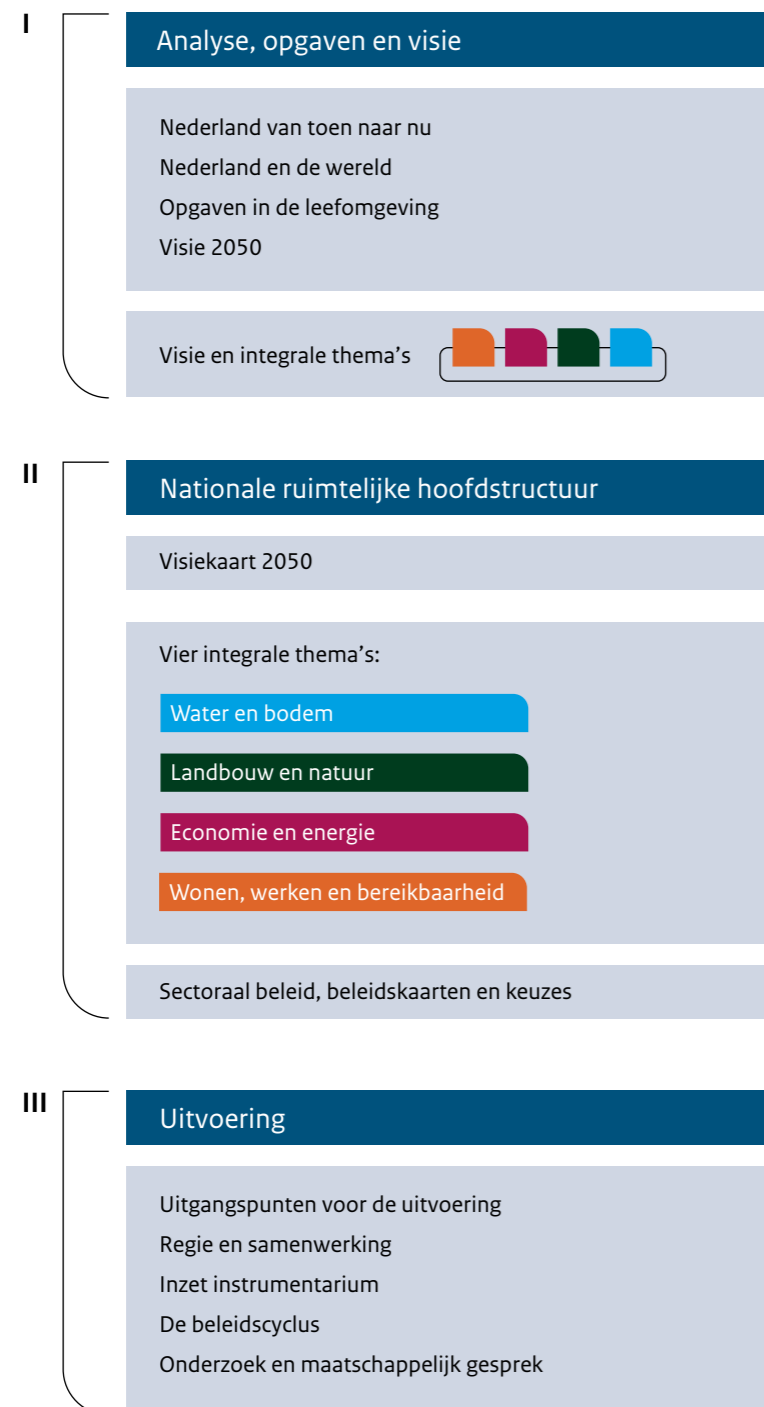 I
Analyse, opgaven en visie
Nederland van toen naar nu
Nederland en de wereld
Opgaven in de leefomgeving
Visie 2050
Visie en integrale thema's
II
Nationale ruimtelijke hoofdstructuur
Visiekaart 2050
Vier integrale thema's:
Water en bodem
Landbouw en natuur
Economie en energie
Wonen, werken en bereikbaarheid
Sectoraal beleid, beleidskaarten en keuzes
III
Uitvoering
Uitgangspunten voor de uitvoering
Regie en samenwerking
Inzet instrumentarium
De beleidscyclus
Onderzoek en maatschappelijk gesprek